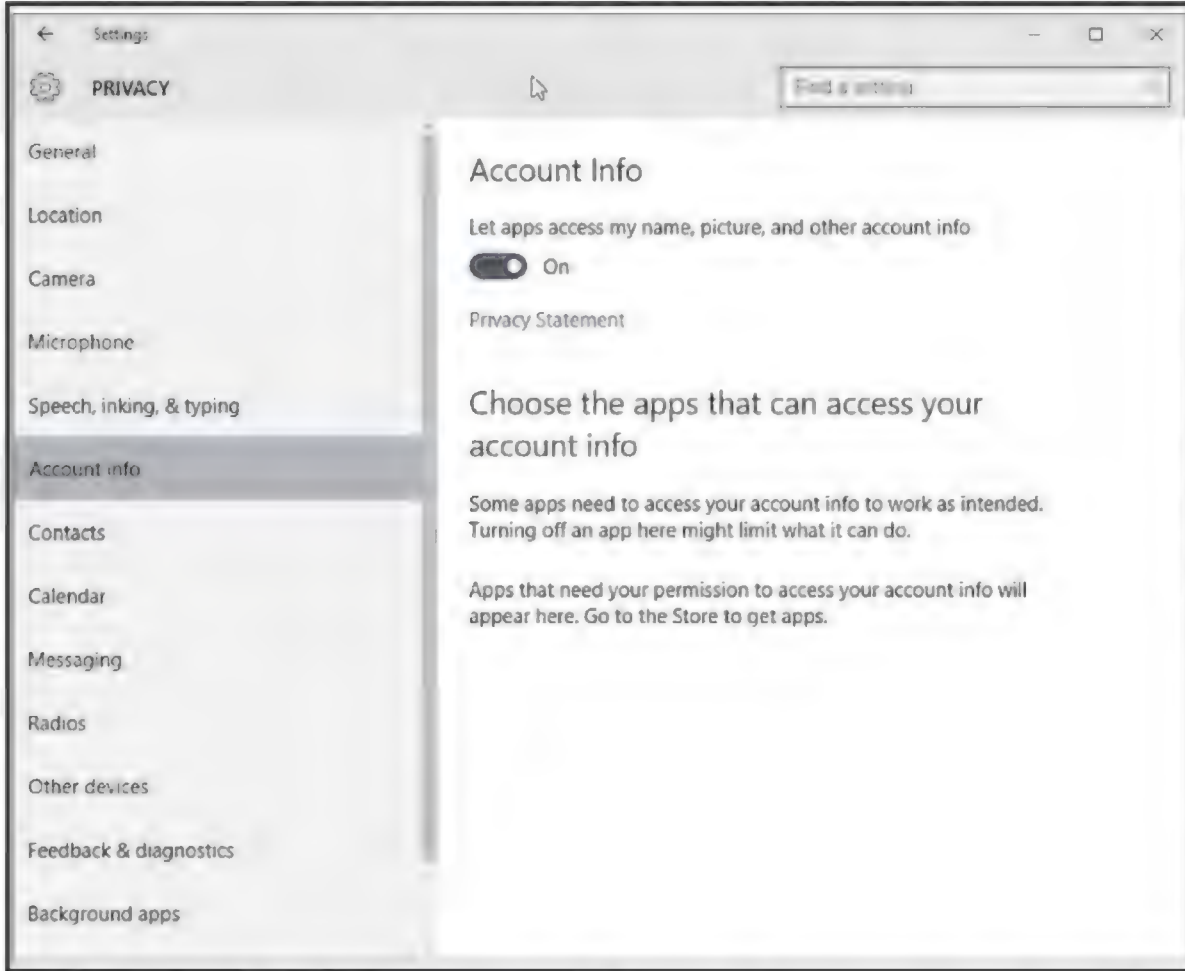 Settings
PRIVACY
Find a setting
General
Location
Camera
Microphone
Speech, inking, & typing
Account info
Contacts
Calendar
Messaging
Radios
Other devices
Feedback & diagnostics
Background apps
Account Info
Let apps access my name, picture, and other account info
On
Privacy Statement
Choose the apps that can access your
account info
Some apps need to access your account info to work as intended.
Turning off an app here might limit what it can do.
Apps that need your permission to access your account info will
appear here. Go to the Store to get apps.